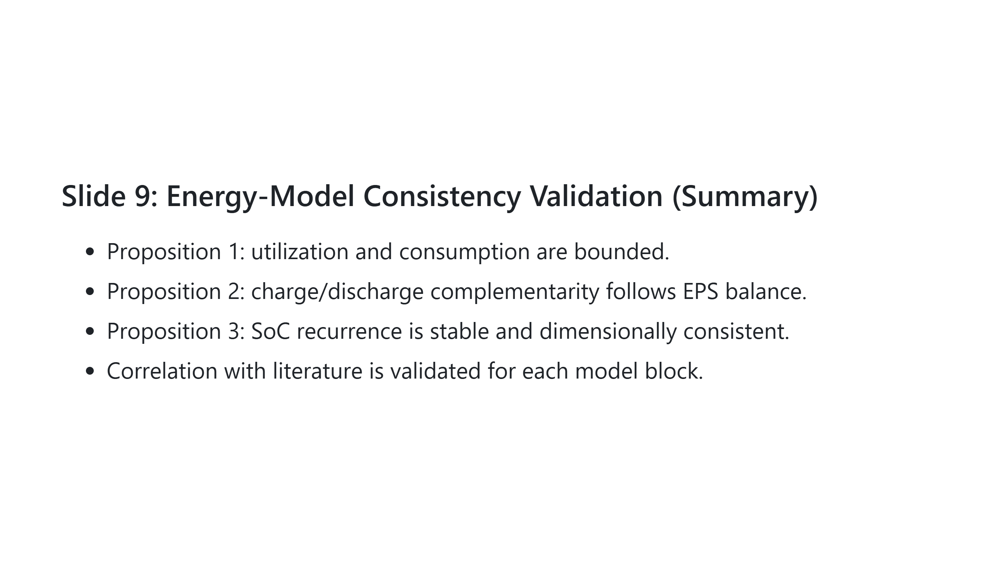 Slide 9: Energy-Model Consistency Validation (Summary)
• Proposition 1: utilization and consumption are bounded.
• Proposition 2: charge/discharge complementarity follows EPS balance.
• Proposition 3: SoC recurrence is stable and dimensionally consistent.
• Correlation with literature is validated for each model block.